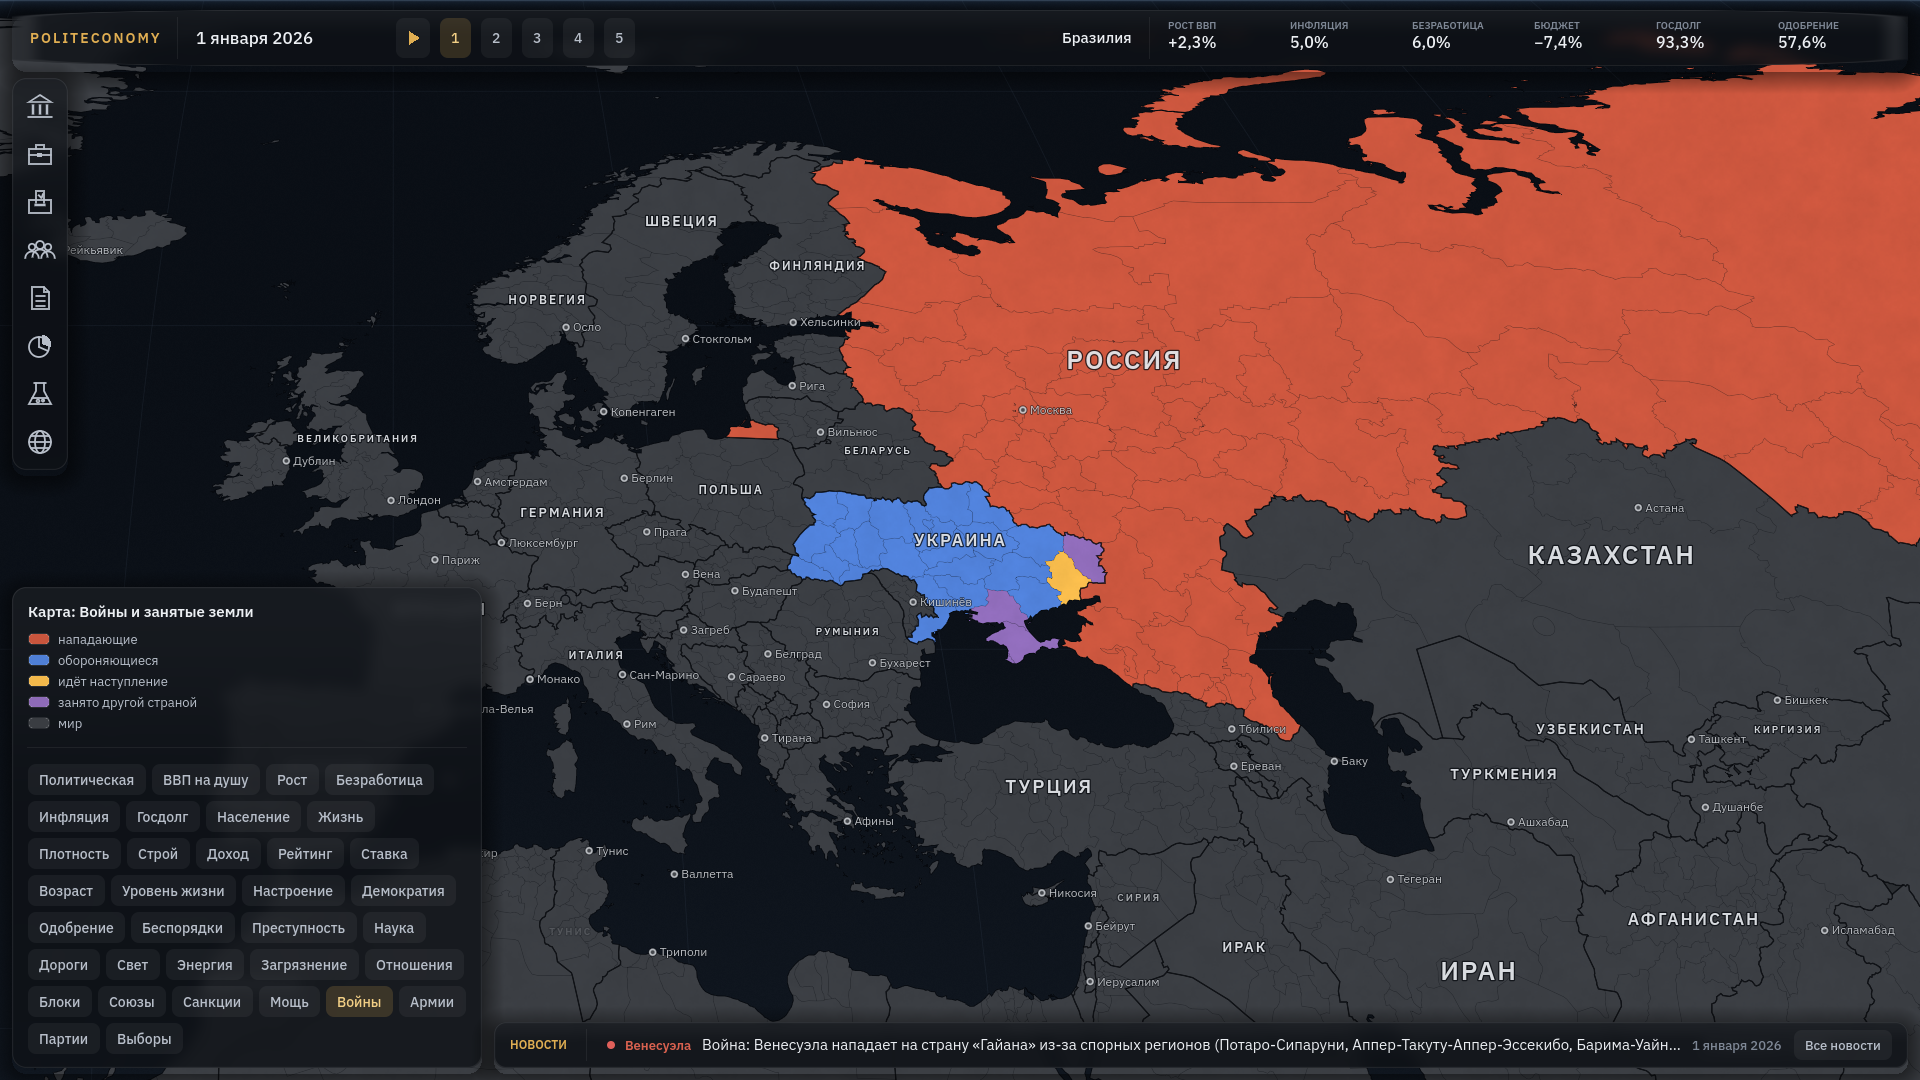 POLITECONOMY
1 января 2026
1 2 3 4 5
Бразилия
РОСТ ВВП
+2,3%
ИНФЛЯЦИЯ
5,0%
БЕЗРАБОТИЦА
6,0%
БЮДЖЕТ
−7,4%
ГОСДОЛГ
93,3%
ОДОБРЕНИЕ
57,6%
Рейкьявик
ШВЕЦИЯ
ФИНЛЯНДИЯ
НОРВЕГИЯ
Осло
Хельсинки
Стокгольм
РОССИЯ
Рига
Москва
Копенгаген
Вильнюс
ВЕЛИКОБРИТАНИЯ
БЕЛАРУСЬ
Дублин
Амстердам
Берлин
ПОЛЬША
Лондон
Астана
ГЕРМАНИЯ
Прага
УКРАИНА
Люксембург
КАЗАХСТАН
Париж
Вена
Будапешт
Берн
Кишинёв
Загреб
РУМЫНИЯ
ИТАЛИЯ
Белград
Бухарест
Монако
Сан-Марино
Сараево
ла-Велья
София
Бишкек
Рим
Тбилиси
УЗБЕКИСТАН
КИРГИЗИЯ
Тирана
Ташкент
Ереван
Баку
ТУРКМЕНИЯ
ТУРЦИЯ
Душанбе
Афины
Ашхабад
Тунис
Валлетта
Тегеран
Никосия
СИРИЯ
Бейрут
АФГАНИСТАН
Исламабад
ТУНИС
ИРАК
Триполи
ИРАН
Иерусалим
Карта: Войны и занятые земли
нападающие
обороняющиеся
идёт наступление
занято другой страной
мир
Политическая ВВП на душу Рост Безработица
Инфляция Госдолг Население Жизнь
Плотность Строй Доход Рейтинг Ставка
Возраст Уровень жизни Настроение Демократия
Одобрение Беспорядки Преступность Наука
Дороги Свет Энергия Загрязнение Отношения
Блоки Союзы Санкции Мощь Войны Армии
Партии Выборы
НОВОСТИ
Венесуэла Война: Венесуэла нападает на страну «Гайана» из-за спорных регионов (Потаро-Сипаруни, Аппер-Такуту-Аппер-Эссекибо, Барима-Уайн... 1 января 2026
Все новости